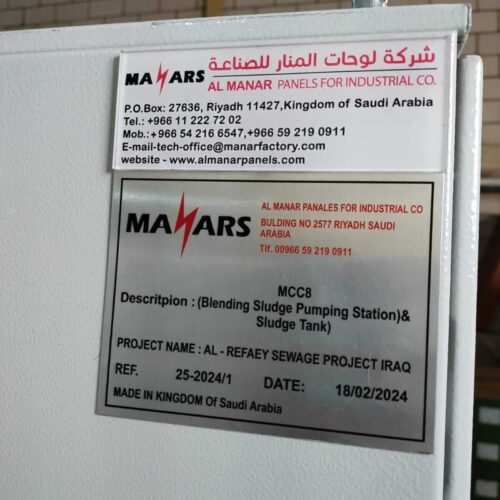 شركة لوحات المنار للصناعة
MANARS AL MANAR PANELS FOR INDUSTRIAL CO.
P.O.Box: 27636, Riyadh 11427,Kingdom of Saudi Arabia
Tel.: +966 11 222 72 02
Mob.:+966 54 216 6547,+966 59 219 0911
E-mail-tech-office@manarfactory.com
website - www.almanarpanels.com
MANARS
AL MANAR PANALES FOR INDUSTRIAL CO
BULDING NO 2577 RIYADH SAUDI
ARABIA
Tlf. 00966 59 219 0911
MCC8
Descritpion : (Blending Sludge Pumping Station)&
Sludge Tank)
PROJECT NAME : AL - REFAEY SEWAGE PROJECT IRAQ
REF. 25-2024/1 DATE: 18/02/2024
MADE IN KINGDOM Of Saudi Arabia